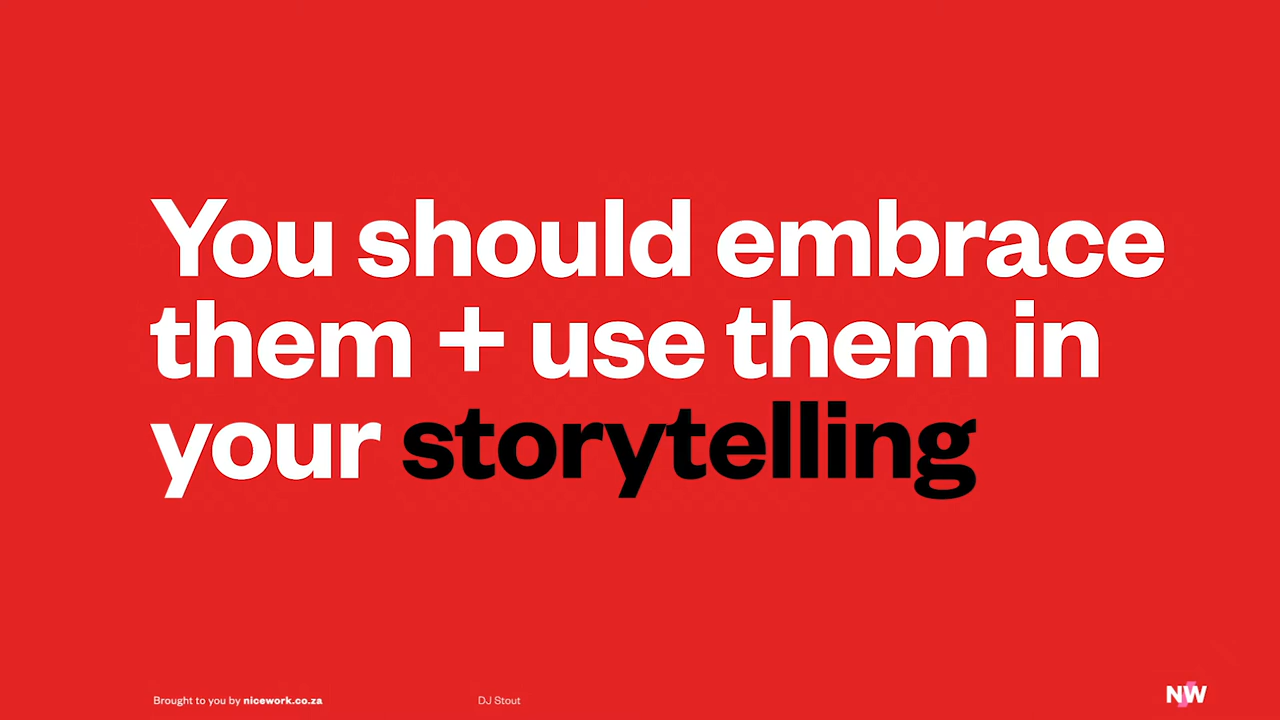 You should embrace
them + use them in
your storytelling
Brought to you by nicework.co.za
DJ Stout
NW